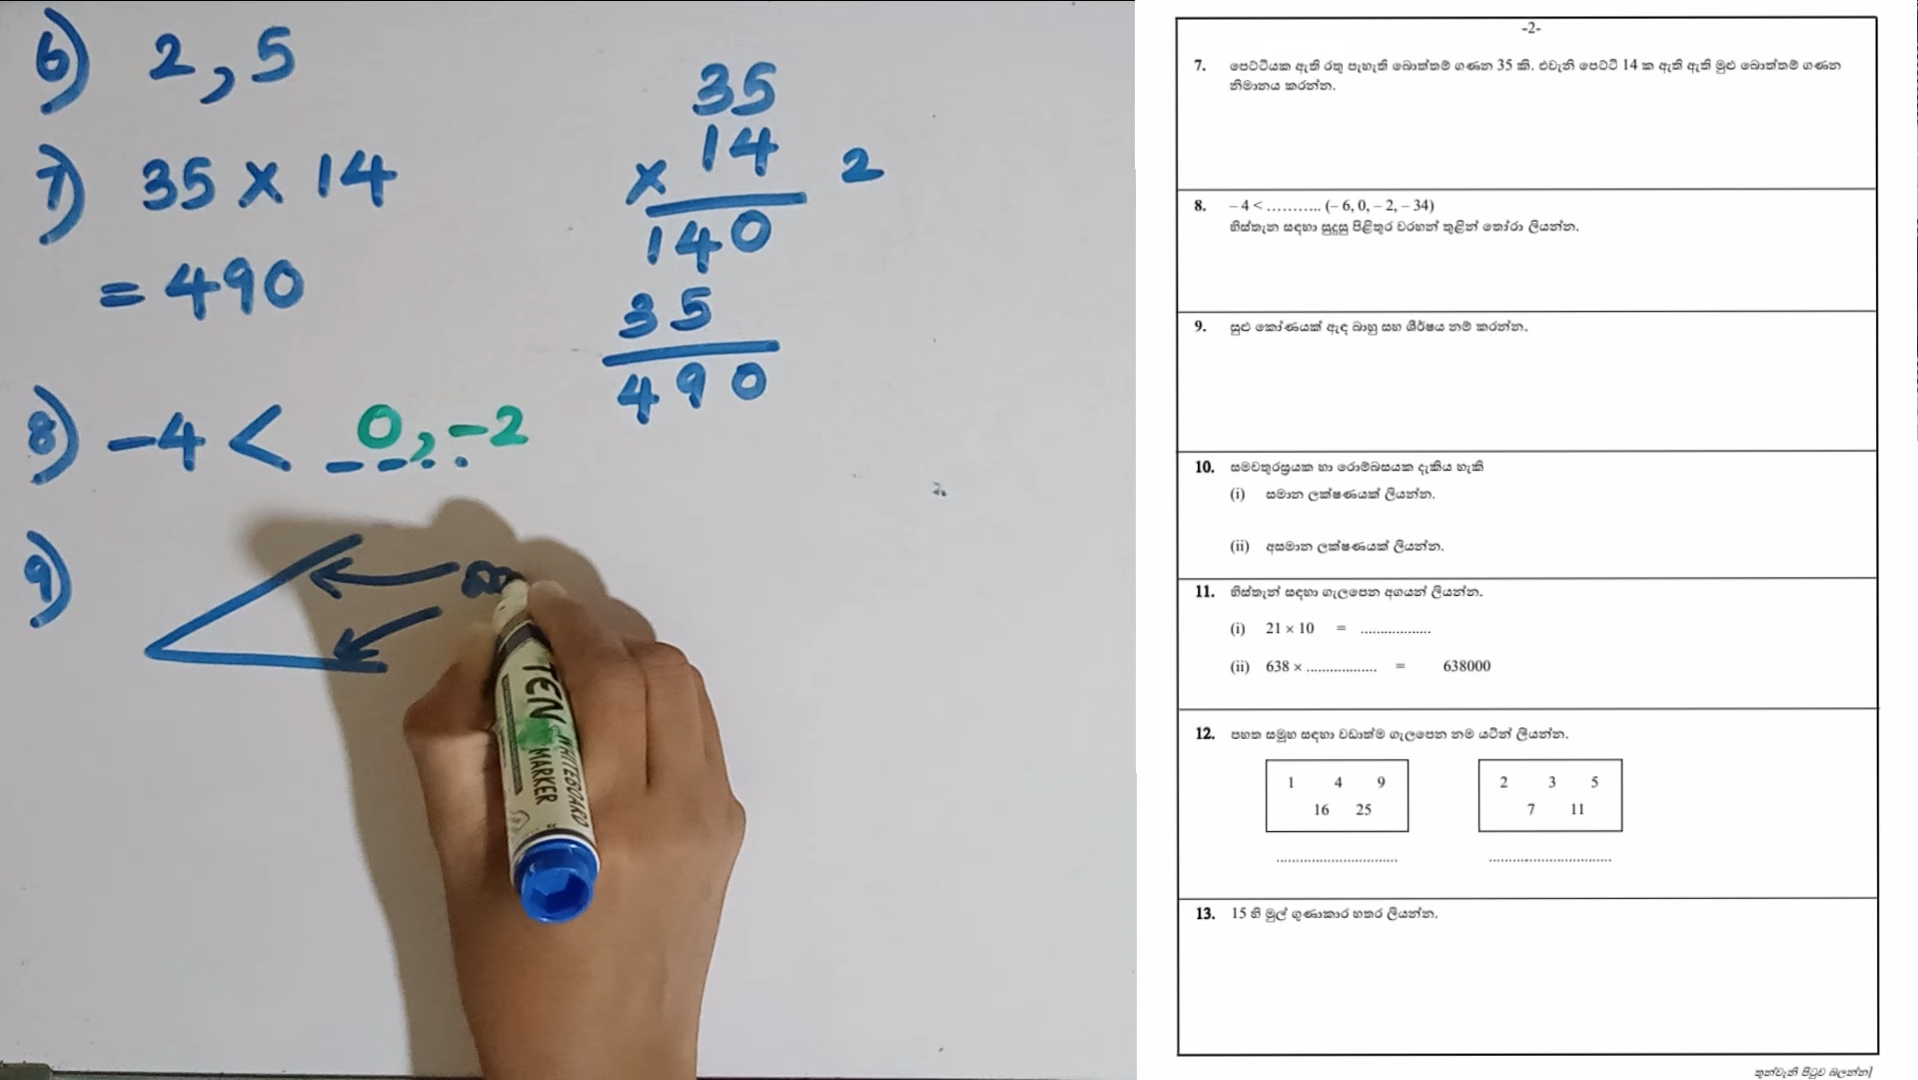 6) 2, 5
7) 35 × 14
= 490
35
× 14 2
140
35
490
8) -4 < 0, -2
9)
TEN WHITEBOARD MARKER
-2-
7. පෙට්ටියක ඇති රතු පැහැති බොත්තම් ගණන 35 කි. එවැනි පෙට්ටි 14 ක ඇති ඇති මුළු බොත්තම් ගණන
නිමානය කරන්න.
8. – 4 < ……….. (– 6, 0, – 2, – 34)
හිස්තැන සඳහා සුදුසු පිළිතුර වරහන් තුළින් තෝරා ලියන්න.
9. සුළු කෝණයක් ඇඳ බාහු සහ ශීර්ෂය නම් කරන්න.
10. සමචතුරස්‍රයක හා රොම්බසයක දැකිය හැකි
(i) සමාන ලක්ෂණයක් ලියන්න.
(ii) අසමාන ලක්ෂණයක් ලියන්න.
11. හිස්තැන් සඳහා ගැලපෙන අගයන් ලියන්න.
(i) 21 × 10 = ..................
(ii) 638 × .................. = 638000
12. පහත සමූහ සඳහා වඩාත්ම ගැලපෙන නම යටින් ලියන්න.
1 4 9 2 3 5
16 25 7 11
............................... ...............................
13. 15 හි මුල් ගුණාකාර හතර ලියන්න.
තුන්වැනි පිටුව බලන්න]